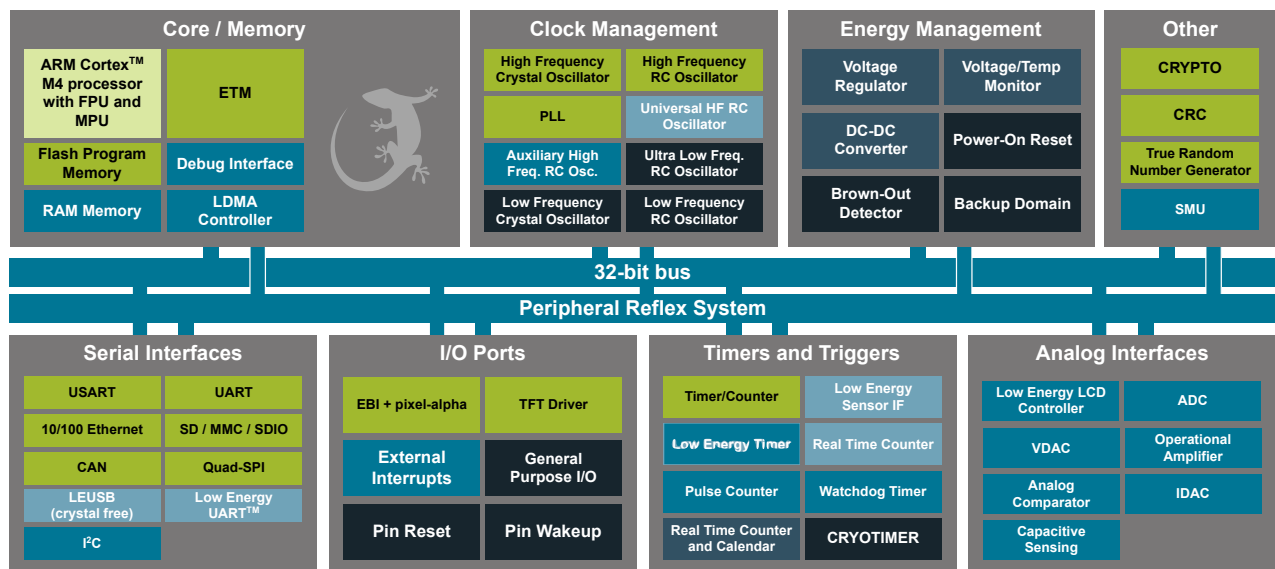 Core / Memory
ARM Cortex™
M4 processor
with FPU and
MPU
ETM
Flash Program
Memory
Debug Interface
RAM Memory
LDMA
Controller
Clock Management
High Frequency
Crystal Oscillator
High Frequency
RC Oscillator
PLL
Universal HF RC
Oscillator
Auxiliary High
Freq. RC Osc.
Ultra Low Freq.
RC Oscillator
Low Frequency
Crystal Oscillator
Low Frequency
RC Oscillator
Energy Management
Voltage
Regulator
Voltage/Temp
Monitor
DC-DC
Converter
Power-On Reset
Brown-Out
Detector
Backup Domain
Other
CRYPTO
CRC
True Random
Number Generator
SMU
32-bit bus
Peripheral Reflex System
Serial Interfaces
USART
UART
10/100 Ethernet
SD / MMC / SDIO
CAN
Quad-SPI
LEUSB
(crystal free)
Low Energy
UART™
I²C
I/O Ports
EBI + pixel-alpha
TFT Driver
External
Interrupts
General
Purpose I/O
Pin Reset
Pin Wakeup
Timers and Triggers
Timer/Counter
Low Energy
Sensor IF
Low Energy Timer
Real Time Counter
Pulse Counter
Watchdog Timer
Real Time Counter
and Calendar
CRYOTIMER
Analog Interfaces
Low Energy LCD
Controller
ADC
VDAC
Operational
Amplifier
Analog
Comparator
IDAC
Capacitive
Sensing